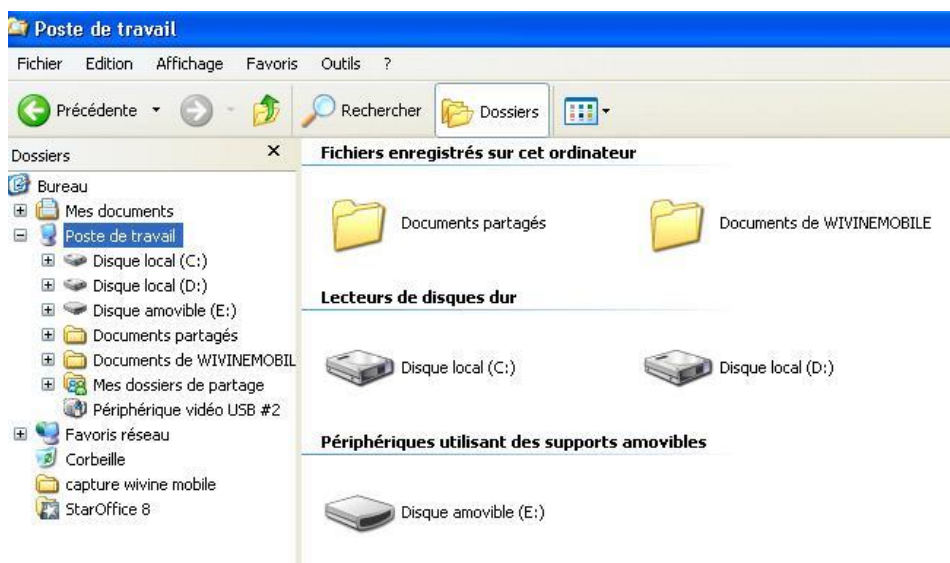 Poste de travail
Fichier Edition Affichage Favoris Outils ?
Précédente Rechercher Dossiers
Dossiers
Bureau
Mes documents
Poste de travail
Disque local (C:)
Disque local (D:)
Disque amovible (E:)
Documents partagés
Documents de WIVINEMOBIL
Mes dossiers de partage
Périphérique vidéo USB #2
Favoris réseau
Corbeille
capture wivine mobile
StarOffice 8
Fichiers enregistrés sur cet ordinateur
Documents partagés
Documents de WIVINEMOBILE
Lecteurs de disques dur
Disque local (C:)
Disque local (D:)
Périphériques utilisant des supports amovibles
Disque amovible (E:)